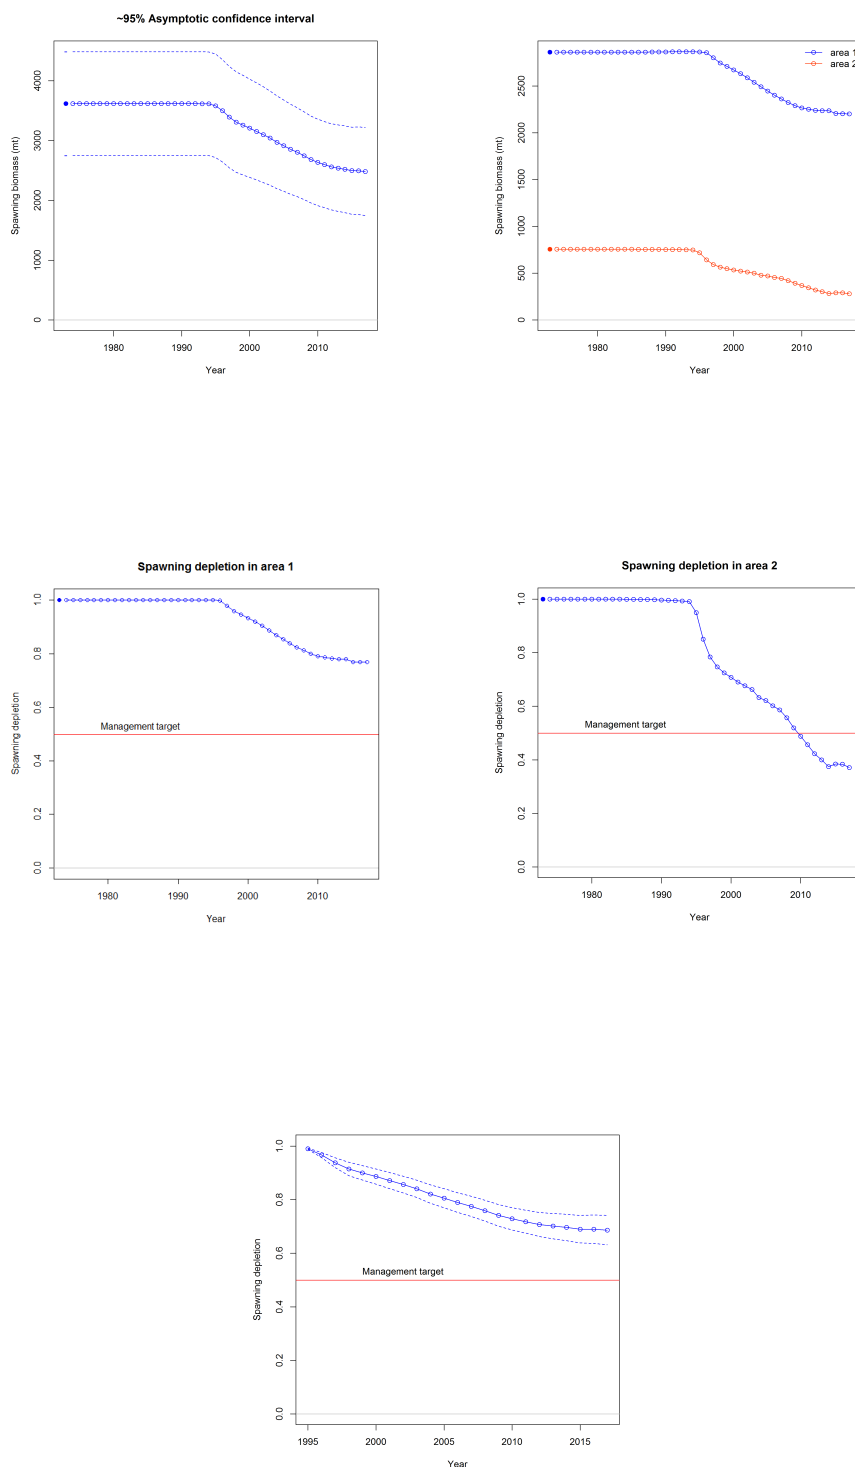 ~95% Asymptotic confidence interval
Spawning biomass (mt)
4000
3000
2000
1000
0
1980 1990 2000 2010
Year
area 1
area 2
Spawning biomass (mt)
2500
2000
1500
1000
500
0
1980 1990 2000 2010
Year
Spawning depletion in area 1
Spawning depletion
1.0
0.8
0.6
Management target
0.4
0.2
0.0
1980 1990 2000 2010
Year
Spawning depletion in area 2
Spawning depletion
1.0
0.8
0.6
Management target
0.4
0.2
0.0
1980 1990 2000 2010
Year
Spawning depletion
1.0
0.8
0.6
Management target
0.4
0.2
0.0
1995 2000 2005 2010 2015
Year